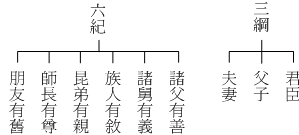 三綱
君臣
父子
夫妻
六紀
諸父有善
諸舅有義
族人有敘
昆弟有親
師長有尊
朋友有舊